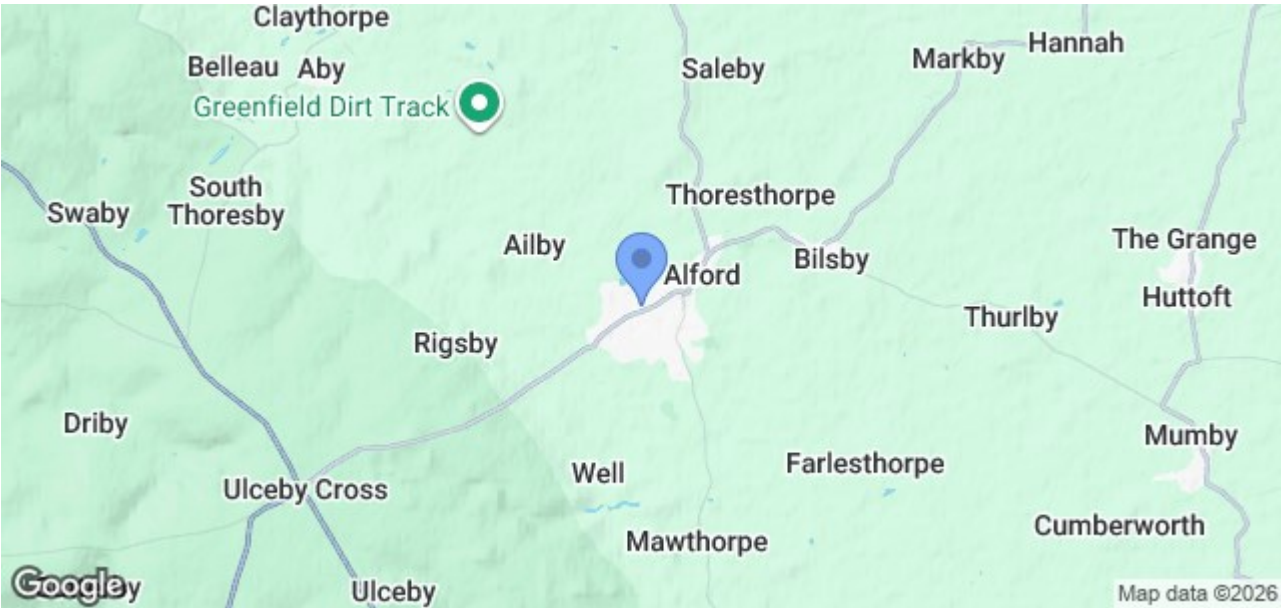 Claythorpe
Hannah
Markby
Belleau
Aby
Saleby
Greenfield Dirt Track
South
Thoresby
Thoresthorpe
Swaby
Ailby
The Grange
Bilsby
Alford
Huttoft
Thurlby
Rigsby
Driby
Mumby
Farlesthorpe
Well
Ulceby Cross
Cumberworth
Mawthorpe
Google
Ulceby
Map data ©2026